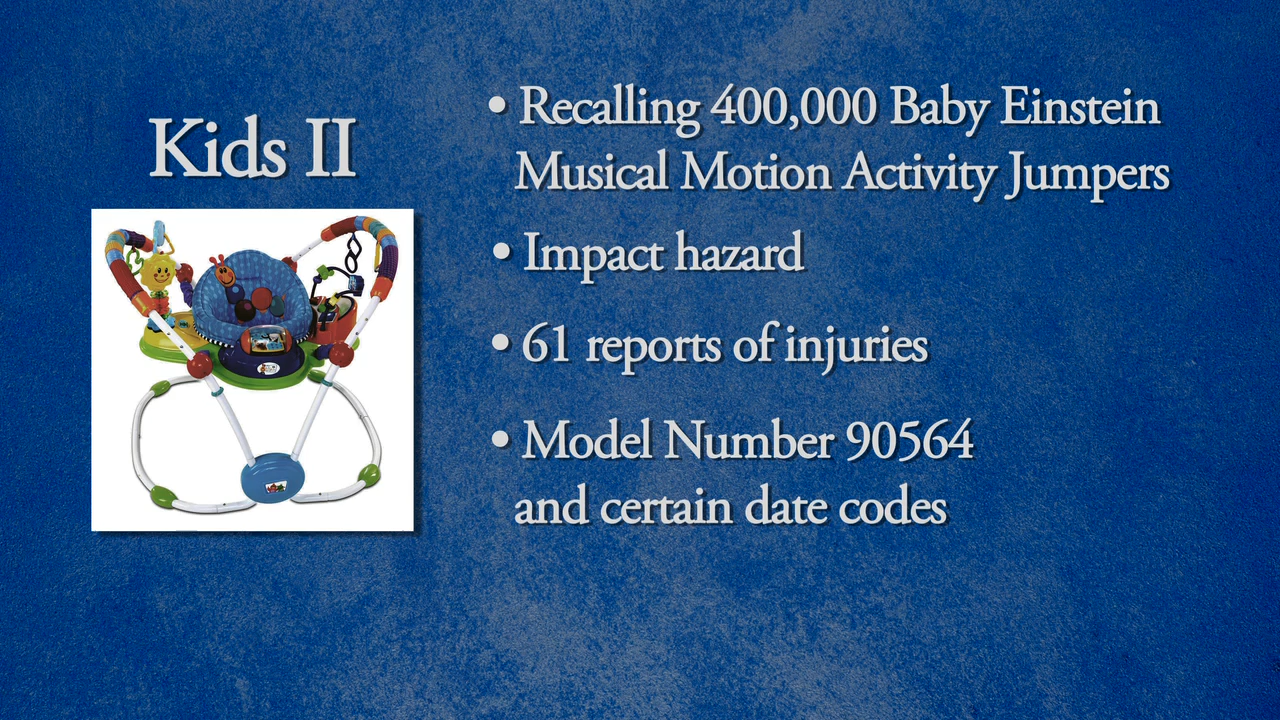 Kids II
• Recalling 400,000 Baby Einstein
Musical Motion Activity Jumpers
• Impact hazard
• 61 reports of injuries
• Model Number 90564
and certain date codes